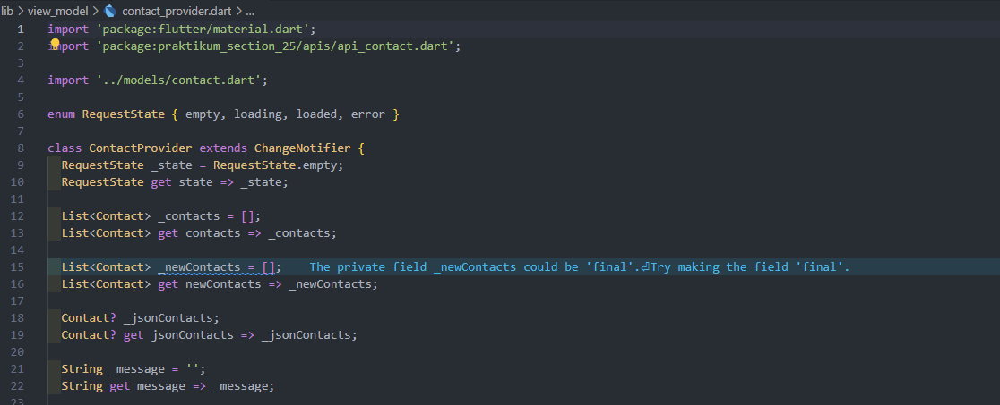 lib > view_model > contact_provider.dart > ...
1 import 'package:flutter/material.dart';
2 import 'package:praktikum_section_25/apis/api_contact.dart';
3
4 import '../models/contact.dart';
5
6 enum RequestState { empty, loading, loaded, error }
7
8 class ContactProvider extends ChangeNotifier {
9 RequestState _state = RequestState.empty;
10 RequestState get state => _state;
11
12 List<Contact> _contacts = [];
13 List<Contact> get contacts => _contacts;
14
15 List<Contact> _newContacts = []; The private field _newContacts could be 'final'.⏎Try making the field 'final'.
16 List<Contact> get newContacts => _newContacts;
17
18 Contact? _jsonContacts;
19 Contact? get jsonContacts => _jsonContacts;
20
21 String _message = '';
22 String get message => _message;
23